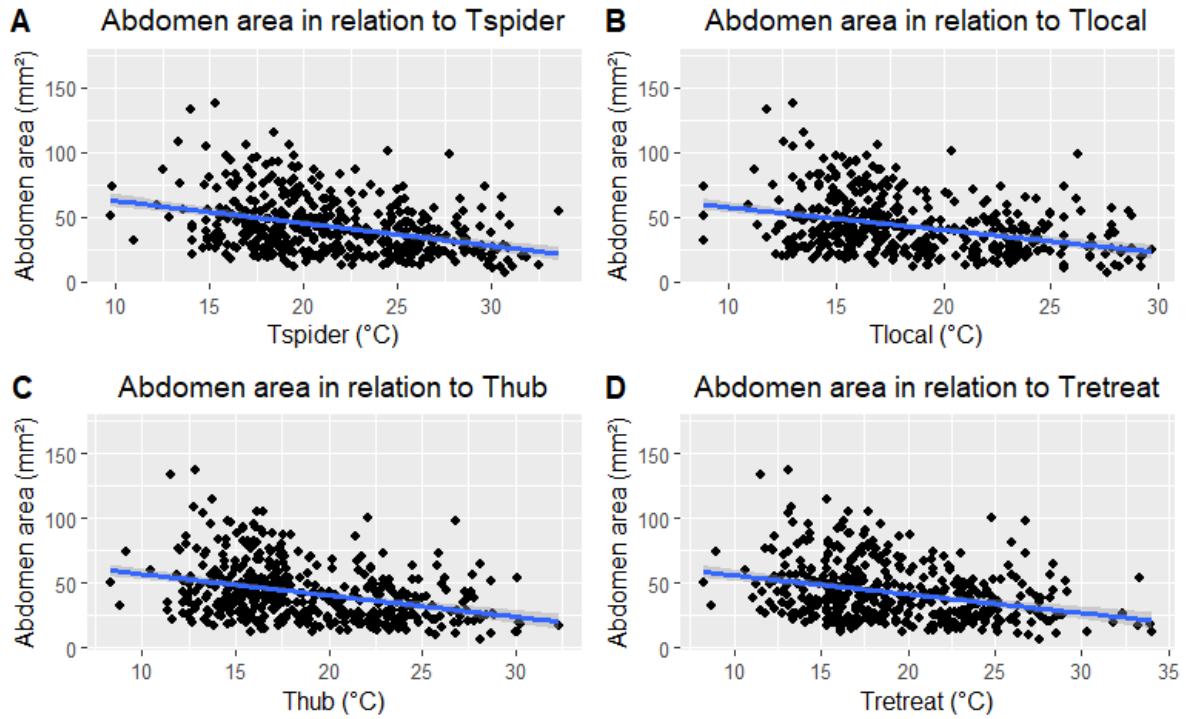 A Abdomen area in relation to Tspider
Abdomen area (mm²)
150
100
50
0
10 15 20 25 30
Tspider (°C)
B Abdomen area in relation to Tlocal
Abdomen area (mm²)
150
100
50
0
10 15 20 25 30
Tlocal (°C)
C Abdomen area in relation to Thub
Abdomen area (mm²)
150
100
50
0
10 15 20 25 30
Thub (°C)
D Abdomen area in relation to Tretreat
Abdomen area (mm²)
150
100
50
0
10 15 20 25 30 35
Tretreat (°C)